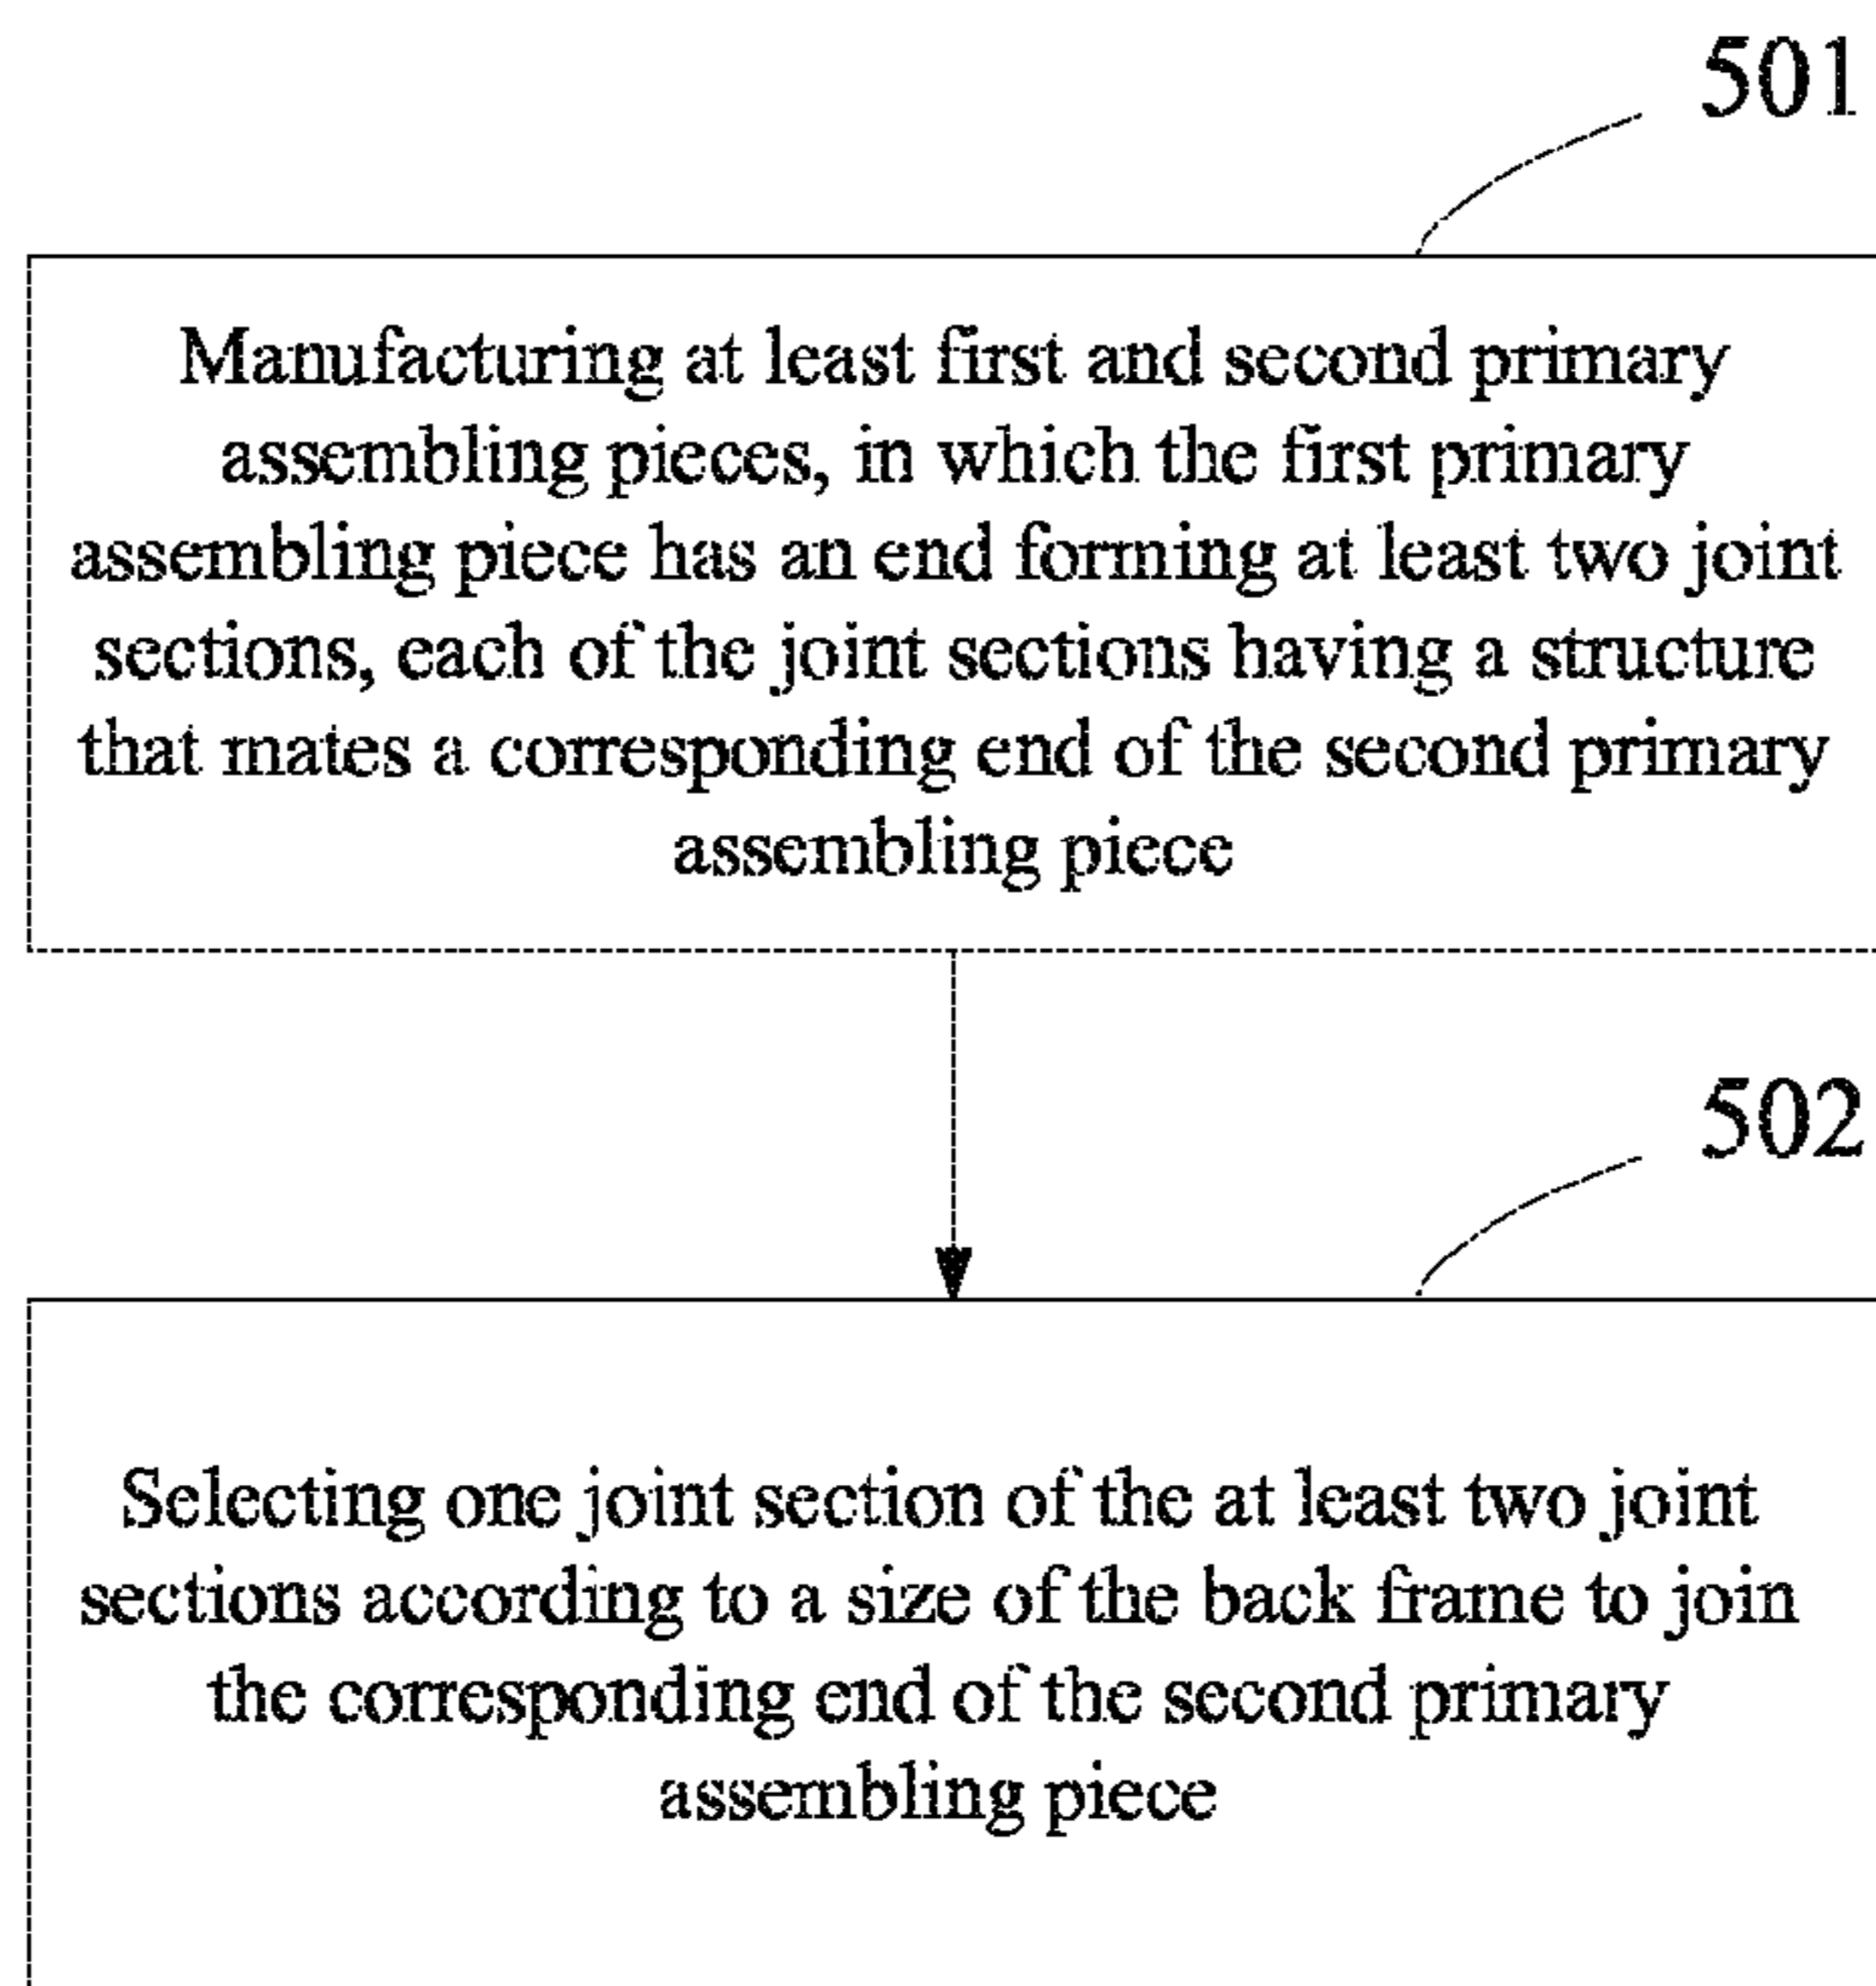 501
Manufacturing at least first and second primary
assembling pieces, in which the first primary
assembling piece has an end forming at least two joint
sections, each of the joint sections having a structure
that mates a corresponding end of the second primary
assembling piece
502
Selecting one joint section of the at least two joint
sections according to a size of the back frame to join
the corresponding end of the second primary
assembling piece